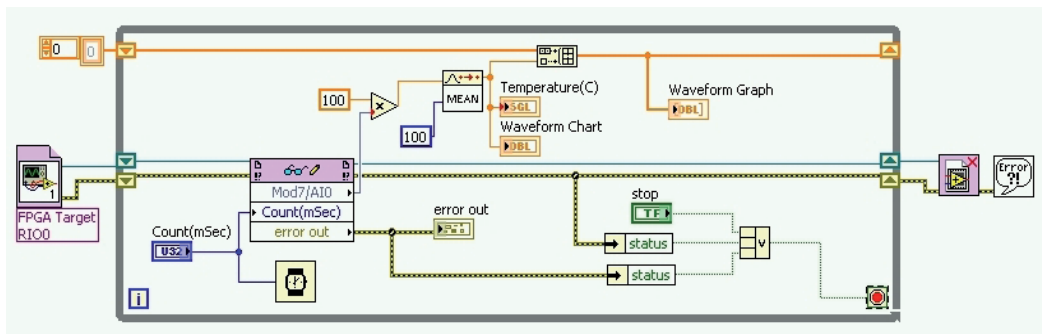 0 0
Temperature(C)
SGL
Waveform Graph
DBL]
100
×
MEAN
100
Waveform Chart
DBL
1
FPGA Target
RIO0
Mod7/AI0
Count(mSec)
error out
Count(mSec)
U32
error out
stop
TF
status
status
V
i
Error
?!